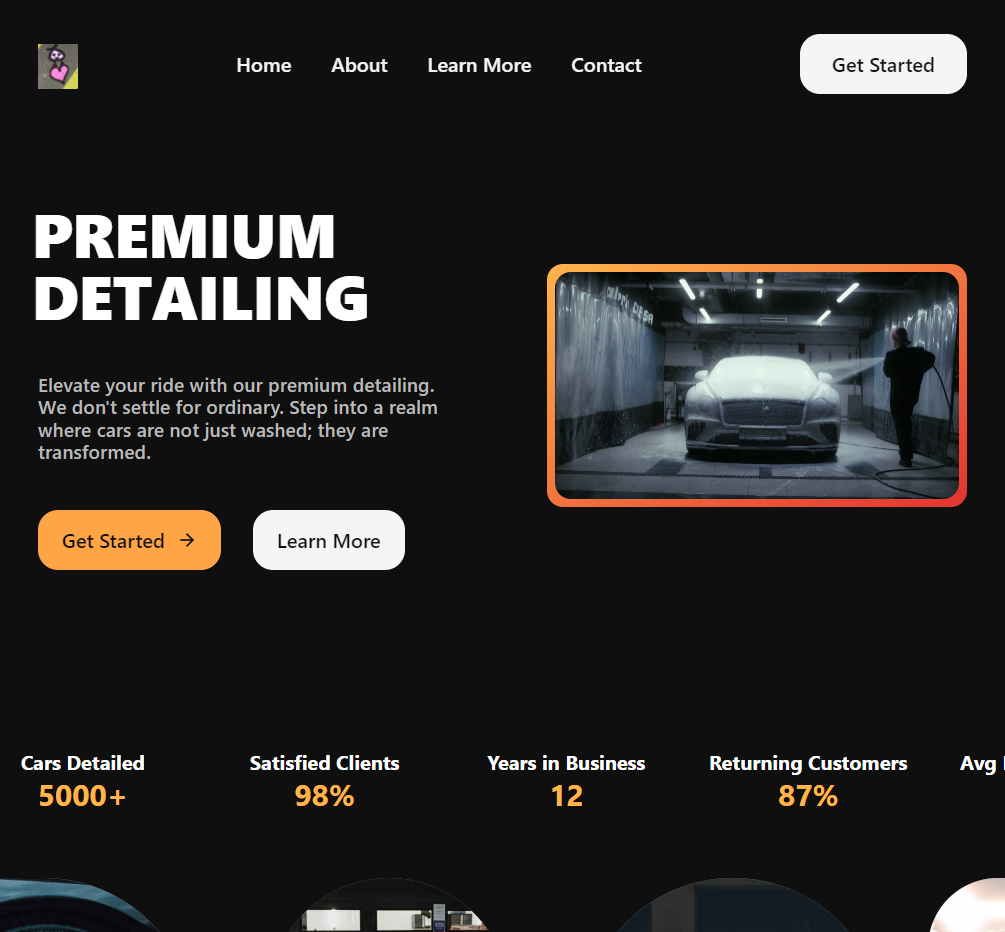 Home
About
Learn More
Contact
Get Started
PREMIUM
DETAILING
Elevate your ride with our premium detailing.
We don't settle for ordinary. Step into a realm
where cars are not just washed; they are
transformed.
Get Started →
Learn More
Cars Detailed
5000+
Satisfied Clients
98%
Years in Business
12
Returning Customers
87%
Avg